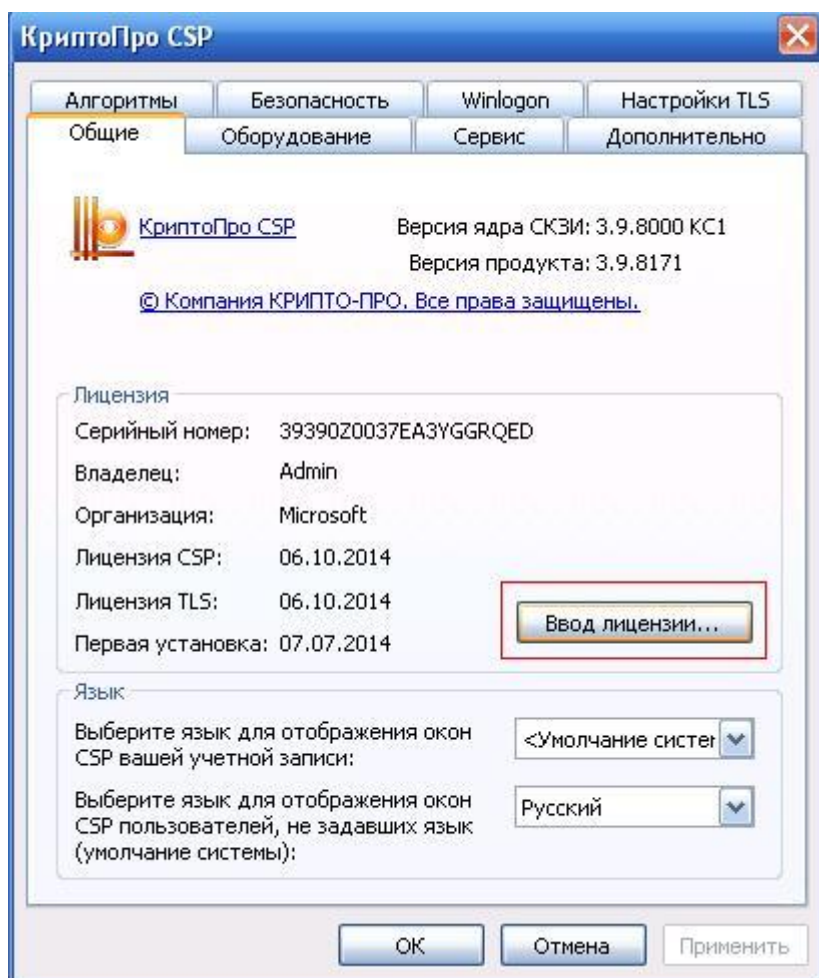 КриптоПро CSP
Алгоритмы Безопасность Winlogon Настройки TLS
Общие Оборудование Сервис Дополнительно
КриптоПро CSP Версия ядра СКЗИ: 3.9.8000 КС1
Версия продукта: 3.9.8171
© Компания КРИПТО-ПРО. Все права защищены.
Лицензия
Серийный номер: 39390Z0037EA3YGGRQED
Владелец: Admin
Организация: Microsoft
Лицензия CSP: 06.10.2014
Лицензия TLS: 06.10.2014
Ввод лицензии...
Первая установка: 07.07.2014
Язык
Выберите язык для отображения окон
CSP вашей учетной записи:
<Умолчание систер
Выберите язык для отображения окон
CSP пользователей, не задавших язык
(умолчание системы):
Русский
ОК Отмена Применить